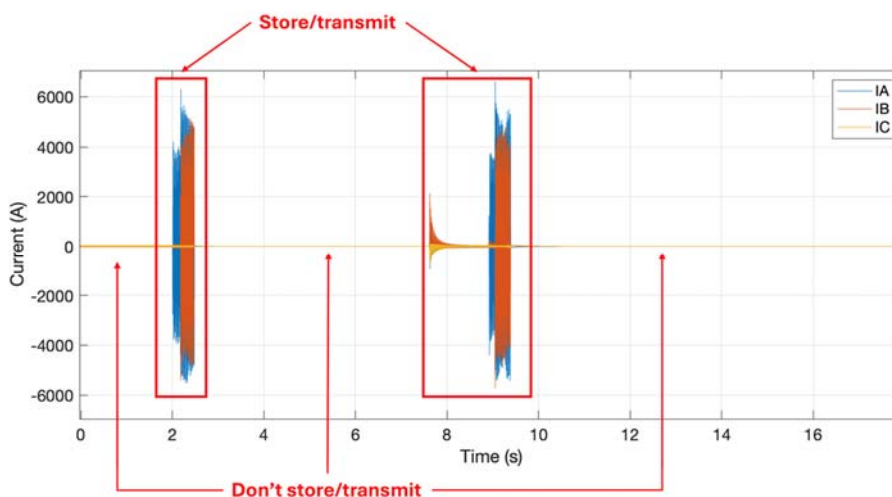 Store/transmit
6000
4000
2000
0
-2000
-4000
-6000
Current (A)
IA
IB
IC
0 2 4 6 8 10 12 14 16
Time (s)
Don't store/transmit